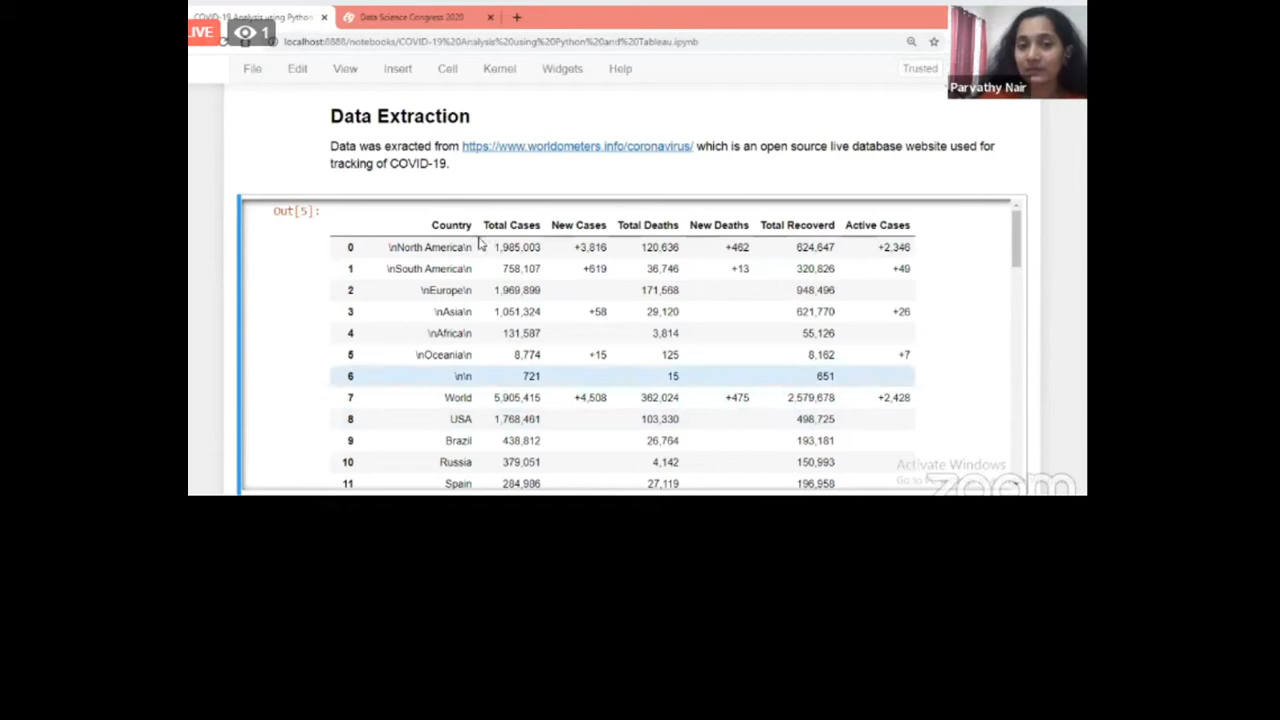 COVID-19 Analysis using Python × Data Science Congress 2020 × +
LIVE 1
localhost:8888/notebooks/COVID-19%20Analysis%20using%20Python%20and%20Tableau.ipynb
File Edit View Insert Cell Kernel Widgets Help Trusted
Parvathy Nair
Data Extraction
Data was exracted from https://www.worldometers.info/coronavirus/ which is an open source live database website used for
tracking of COVID-19.
Out[5]:
Country Total Cases New Cases Total Deaths New Deaths Total Recoverd Active Cases
0 \nNorth America\n 1,985,003 +3,816 120,636 +462 624,647 +2,346
1 \nSouth America\n 758,107 +619 36,746 +13 320,826 +49
2 \nEurope\n 1,969,899 171,568 948,496
3 \nAsia\n 1,051,324 +58 29,120 621,770 +26
4 \nAfrica\n 131,587 3,814 55,126
5 \nOceania\n 8,774 +15 125 8,162 +7
6 \n\n 721 15 651
7 World 5,905,415 +4,508 362,024 +475 2,579,678 +2,428
8 USA 1,768,461 103,330 498,725
9 Brazil 438,812 26,764 193,181
10 Russia 379,051 4,142 150,993
11 Spain 284,986 27,119 196,958
Activate Windows
Go to
zoom